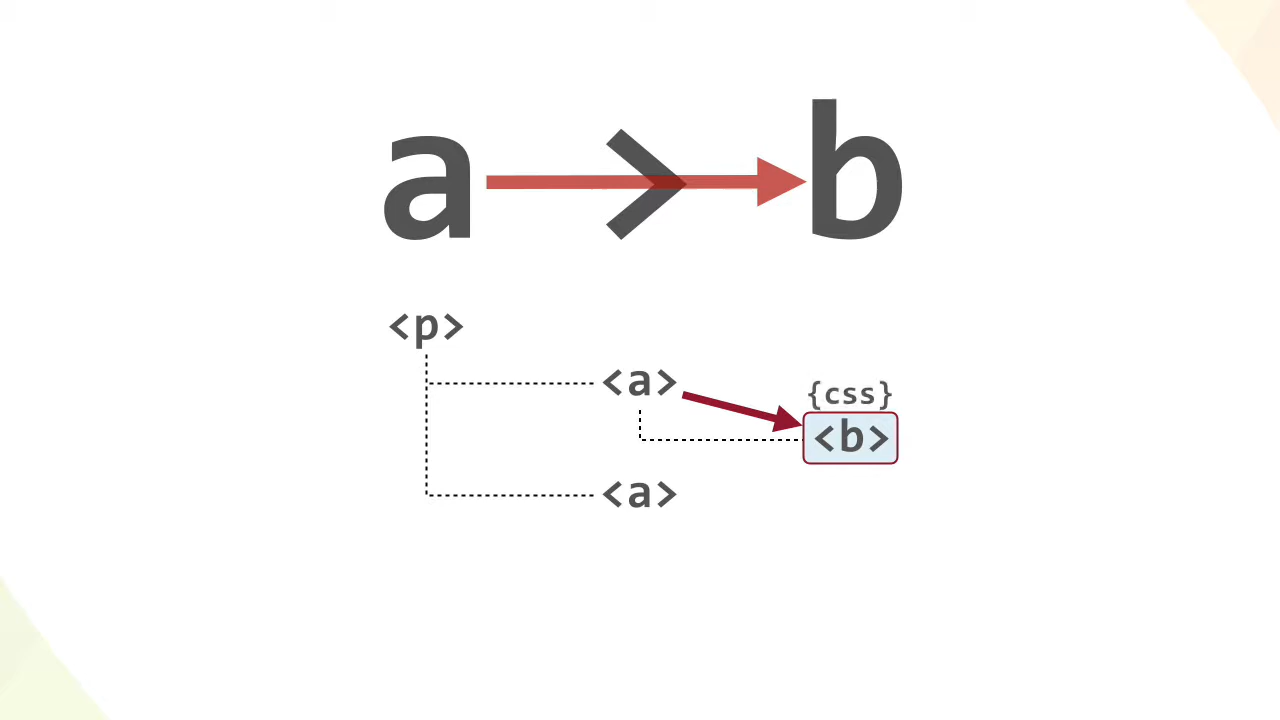 a > b
<p>
<a>
{css}
<b>
<a>